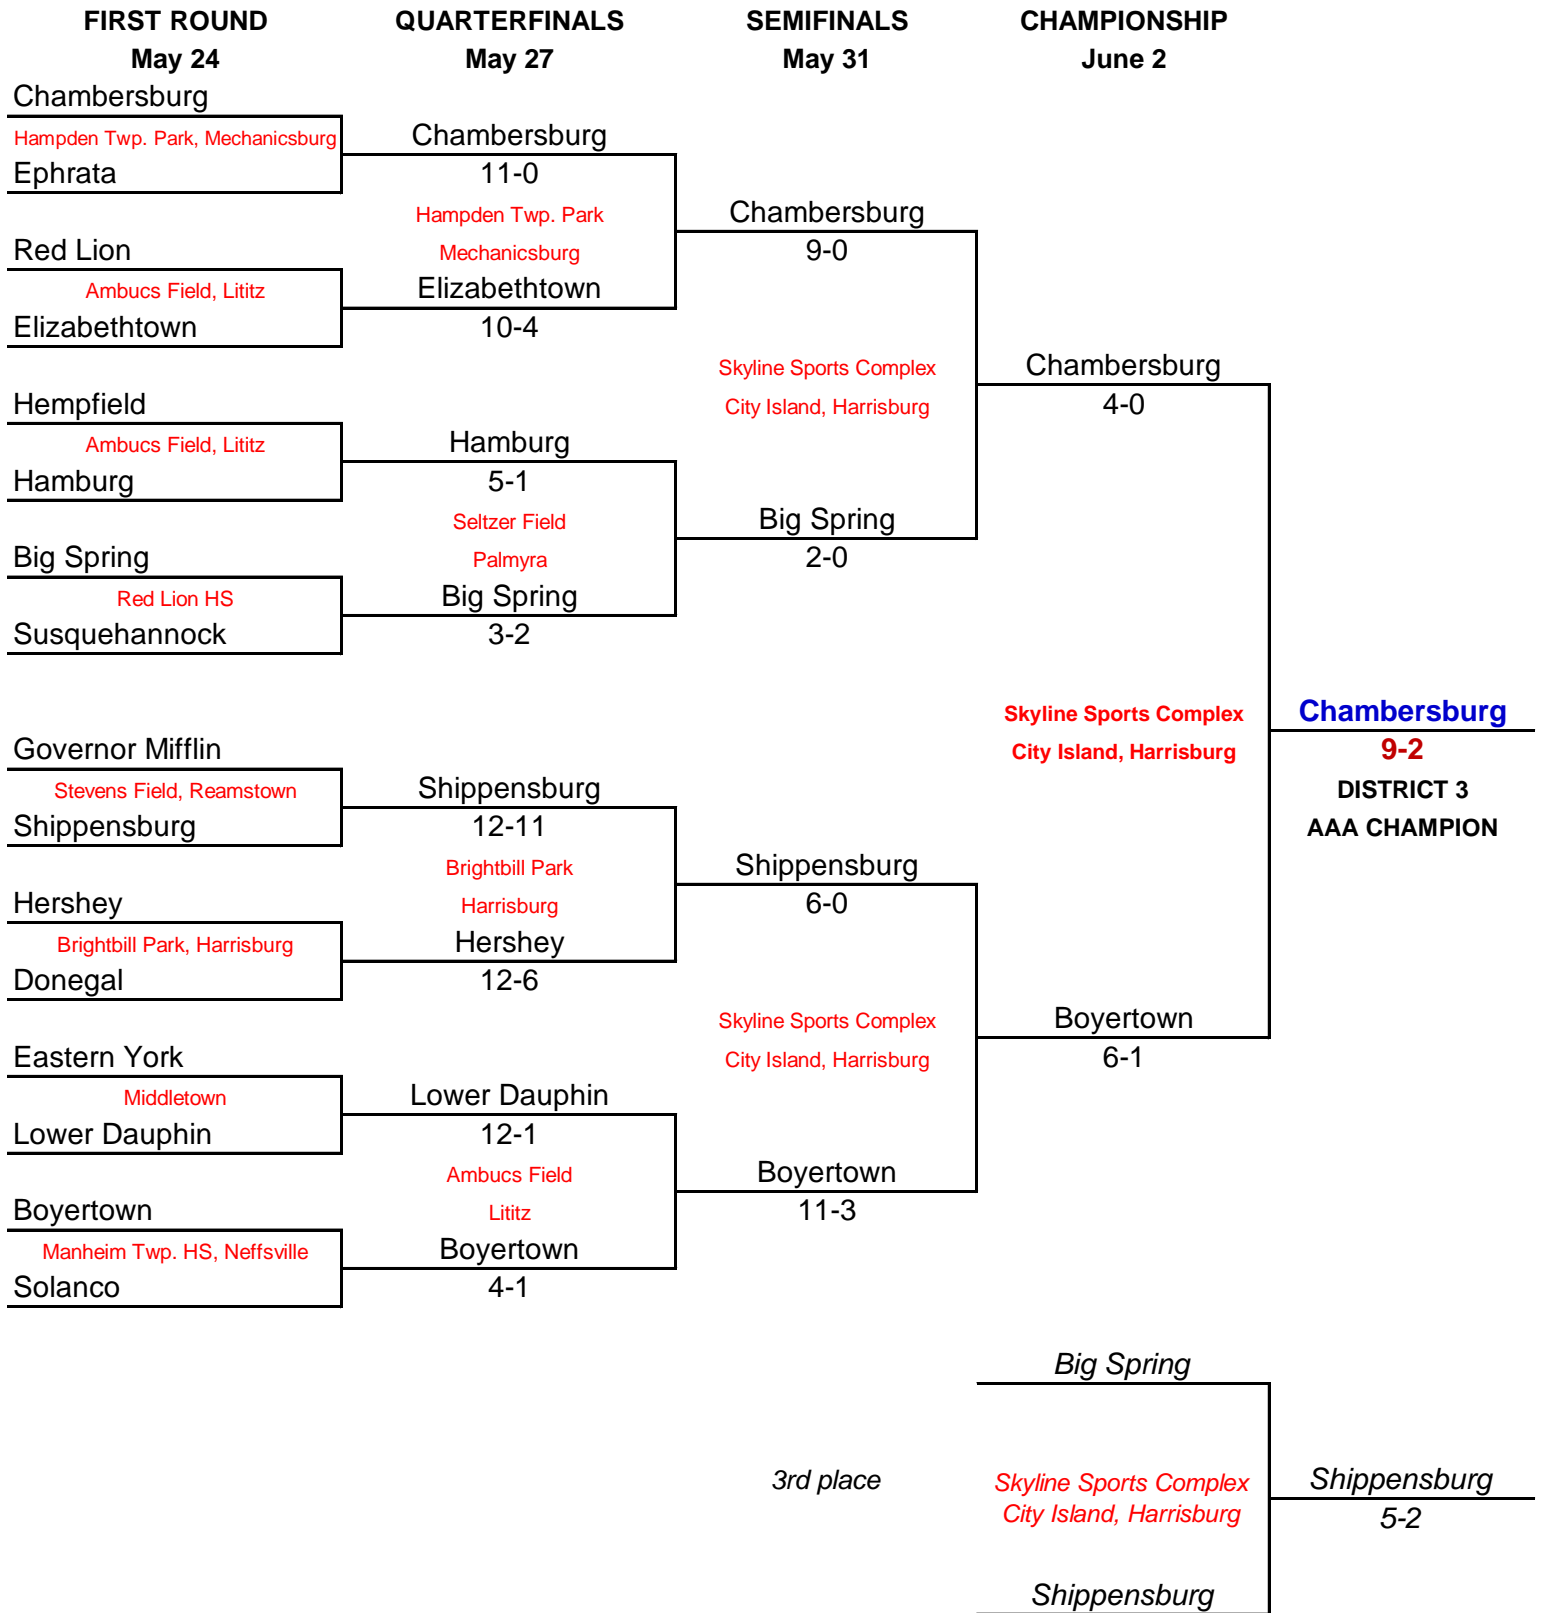 FIRST ROUND QUARTERFINALS SEMIFINALS CHAMPIONSHIP
May 24 May 27 May 31 June 2
Chambersburg
Hampden Twp. Park, Mechanicsburg
Ephrata
Red Lion
Ambucs Field, Lititz
Elizabethtown
Hempfield
Ambucs Field, Lititz
Hamburg
Big Spring
Red Lion HS
Susquehannock
Governor Mifflin
Stevens Field, Reamstown
Shippensburg
Hershey
Brightbill Park, Harrisburg
Donegal
Eastern York
Middletown
Lower Dauphin
Boyertown
Manheim Twp. HS, Neffsville
Solanco
Chambersburg
11-0
Hampden Twp. Park
Mechanicsburg
Elizabethtown
10-4
Hamburg
5-1
Seltzer Field
Palmyra
Big Spring
3-2
Shippensburg
12-11
Brightbill Park
Harrisburg
Hershey
12-6
Lower Dauphin
12-1
Ambucs Field
Lititz
Boyertown
4-1
Chambersburg
9-0
Skyline Sports Complex
City Island, Harrisburg
Big Spring
2-0
Shippensburg
6-0
Skyline Sports Complex
City Island, Harrisburg
Boyertown
11-3
Chambersburg
4-0
Skyline Sports Complex
City Island, Harrisburg
Boyertown
6-1
Chambersburg
9-2
DISTRICT 3
AAA CHAMPION
3rd place
Big Spring
Skyline Sports Complex
City Island, Harrisburg
Shippensburg
Shippensburg
5-2